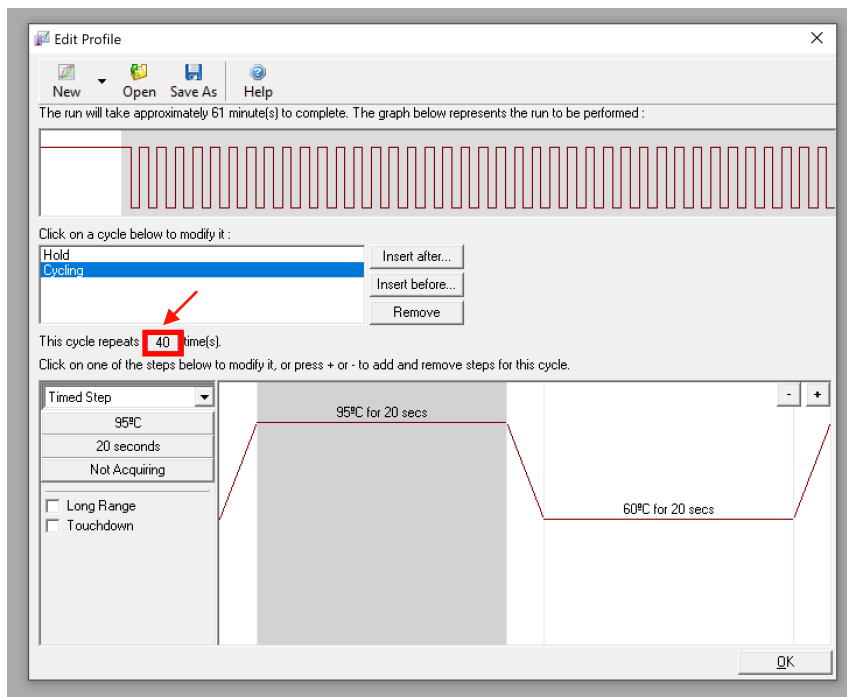 Edit Profile
New Open Save As Help
The run will take approximately 61 minute(s) to complete. The graph below represents the run to be performed :
Click on a cycle below to modify it :
Hold
Cycling
Insert after...
Insert before...
Remove
This cycle repeats 40 time(s).
Click on one of the steps below to modify it, or press + or - to add and remove steps for this cycle.
Timed Step
95ºC
20 seconds
Not Acquiring
Long Range
Touchdown
95ºC for 20 secs
- +
60ºC for 20 secs
OK